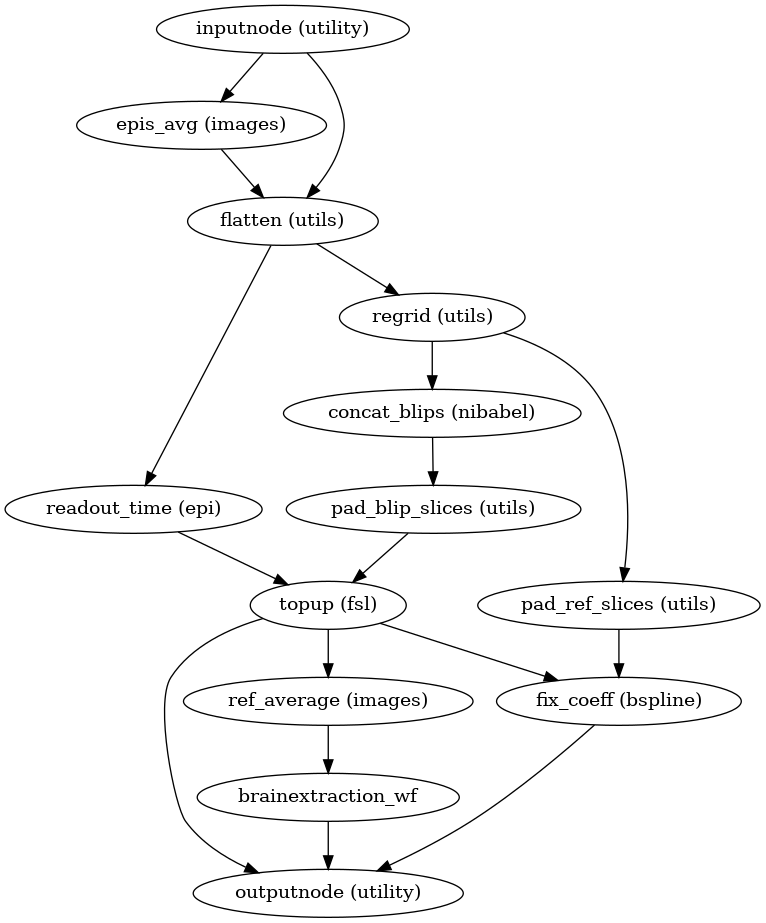 inputnode (utility)
epis_avg (images)
flatten (utils)
regrid (utils)
concat_blips (nibabel)
readout_time (epi)
pad_blip_slices (utils)
topup (fsl)
pad_ref_slices (utils)
ref_average (images)
fix_coeff (bspline)
brainextraction_wf
outputnode (utility)